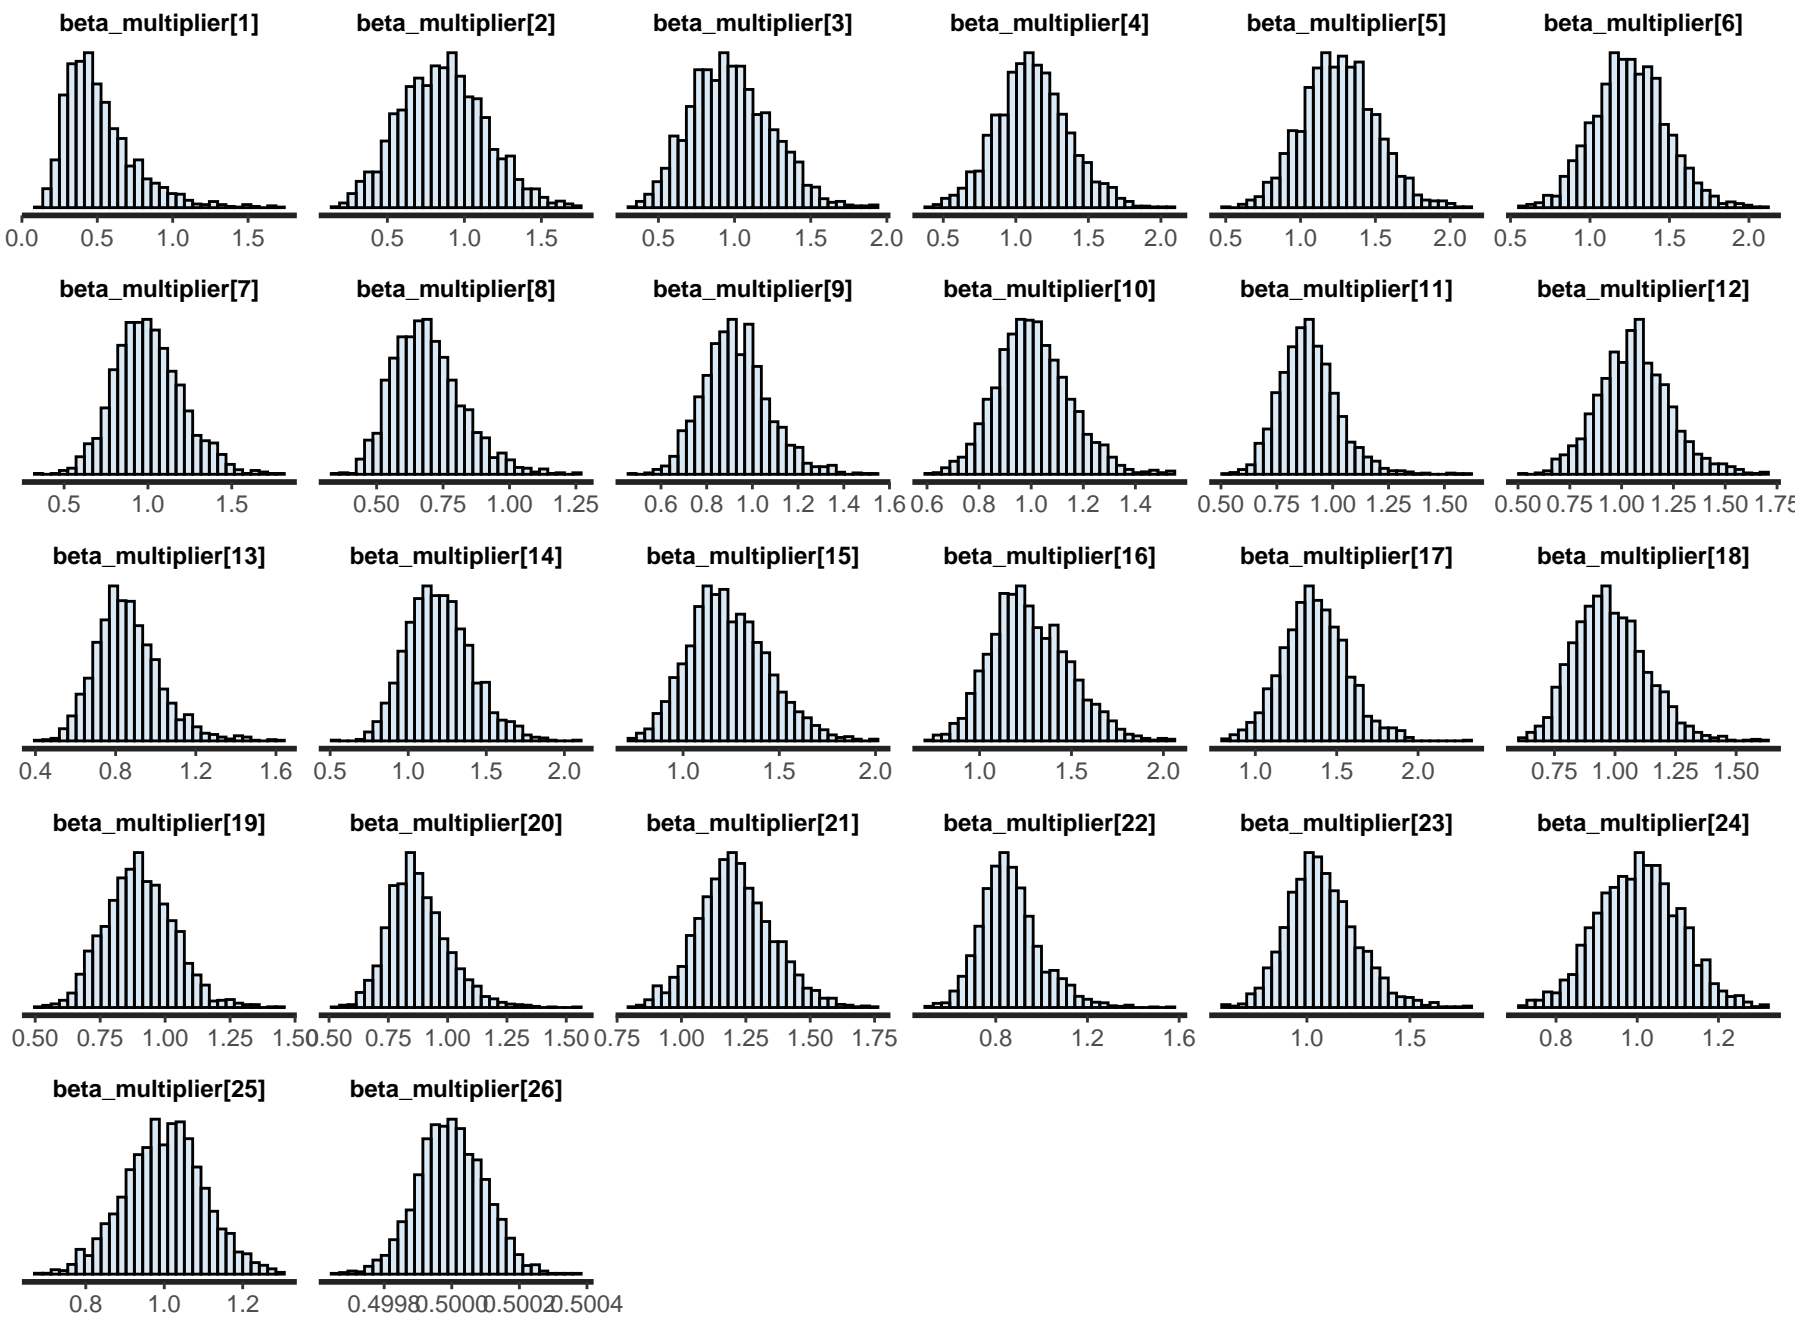 beta_multiplier[1] beta_multiplier[2] beta_multiplier[3] beta_multiplier[4] beta_multiplier[5] beta_multiplier[6]
0.0 0.5 1.0 1.5 0.5 1.0 1.5 0.5 1.0 1.5 2.0 0.5 1.0 1.5 2.0 0.5 1.0 1.5 2.0 0.5 1.0 1.5 2.0
beta_multiplier[7] beta_multiplier[8] beta_multiplier[9] beta_multiplier[10] beta_multiplier[11] beta_multiplier[12]
0.5 1.0 1.5 0.50 0.75 1.00 1.25 0.6 0.8 1.0 1.2 1.4 1.6 0.6 0.8 1.0 1.2 1.4 0.50 0.75 1.00 1.25 1.50 0.50 0.75 1.00 1.25 1.50 1.75
beta_multiplier[13] beta_multiplier[14] beta_multiplier[15] beta_multiplier[16] beta_multiplier[17] beta_multiplier[18]
0.4 0.8 1.2 1.6 0.5 1.0 1.5 2.0 1.0 1.5 2.0 1.0 1.5 2.0 1.0 1.5 2.0 0.75 1.00 1.25 1.50
beta_multiplier[19] beta_multiplier[20] beta_multiplier[21] beta_multiplier[22] beta_multiplier[23] beta_multiplier[24]
0.50 0.75 1.00 1.25 1.50 0.50 0.75 1.00 1.25 1.50 0.75 1.00 1.25 1.50 1.75 0.8 1.2 1.6 1.0 1.5 0.8 1.0 1.2
beta_multiplier[25] beta_multiplier[26]
0.8 1.0 1.2 0.4998 0.5000 0.5002 0.5004